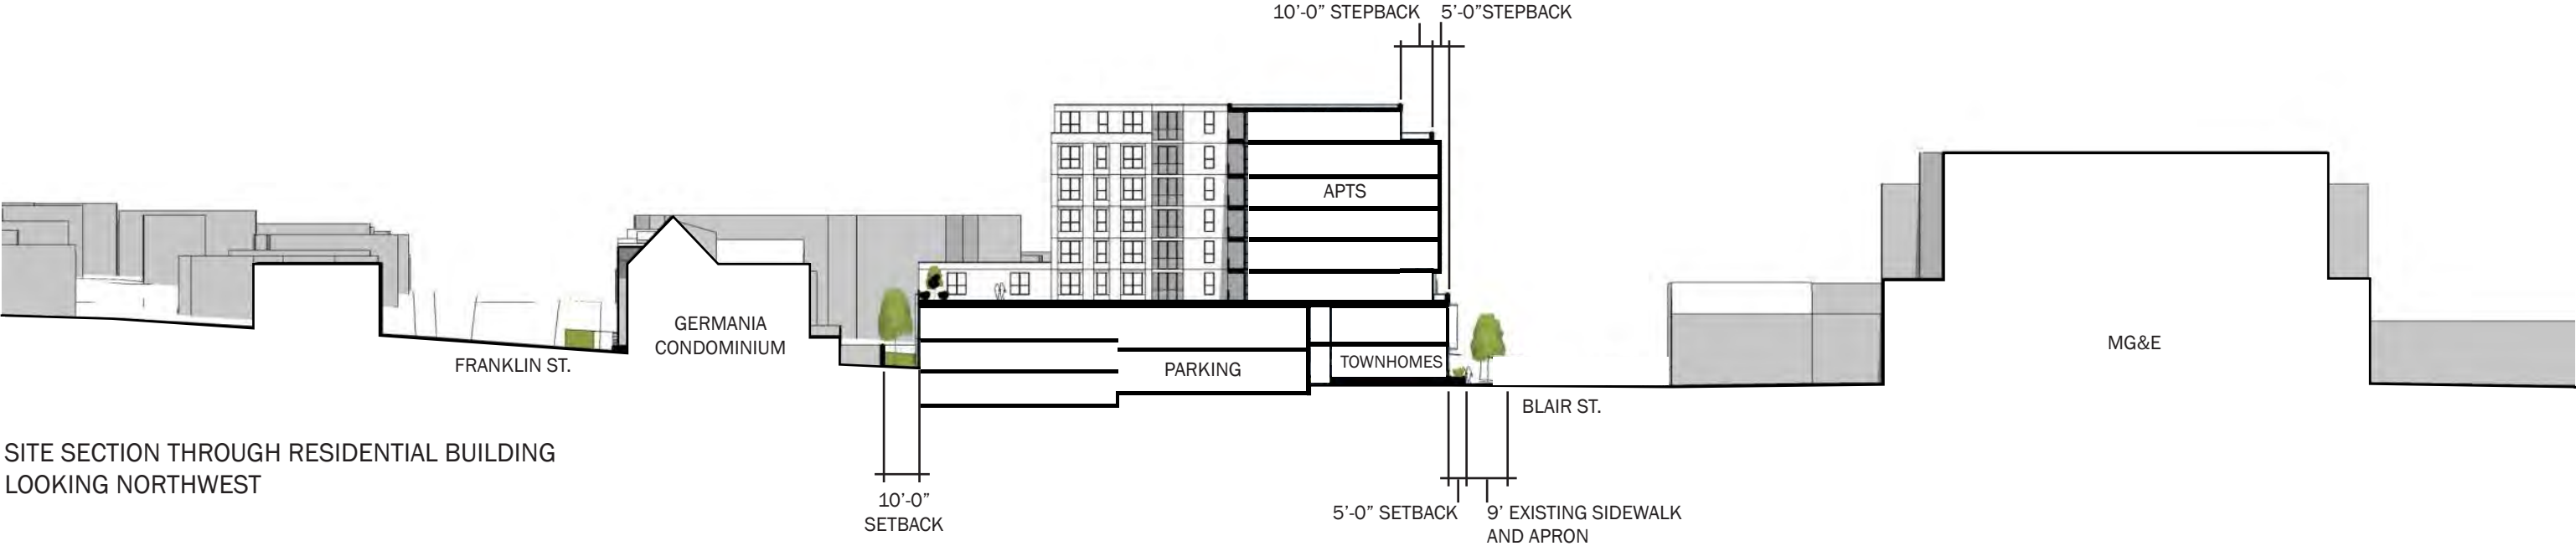 10’-0” STEPBACK
5’-0”STEPBACK
APTS
GERMANIA
CONDOMINIUM
FRANKLIN ST.
PARKING
TOWNHOMES
MG&E
BLAIR ST.
SITE SECTION THROUGH RESIDENTIAL BUILDING
LOOKING NORTHWEST
10’-0”
SETBACK
5’-0” SETBACK
9’ EXISTING SIDEWALK
AND APRON